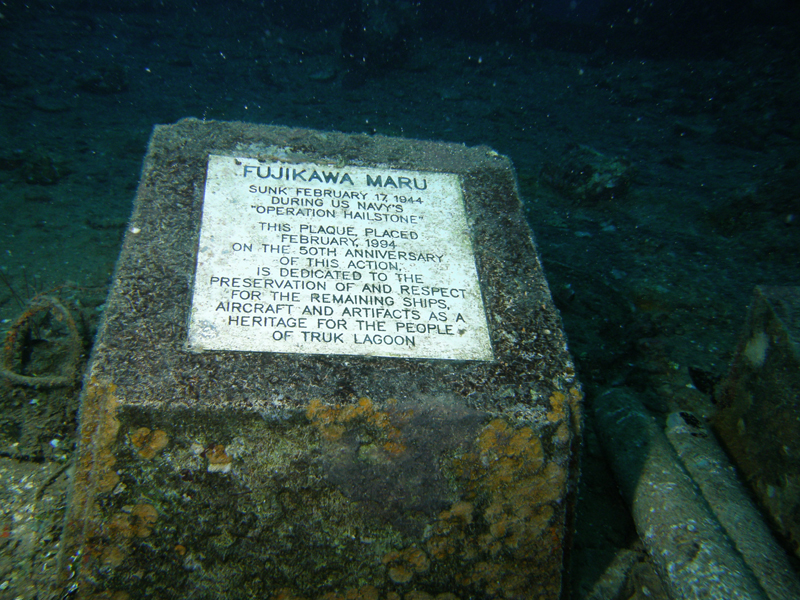 FUJIKAWA MARU
SUNK FEBRUARY 17, 1944
DURING US NAVY'S
"OPERATION HAILSTONE"
THIS PLAQUE, PLACED
FEBRUARY, 1994
ON THE 50TH ANNIVERSARY
OF THIS ACTION,
IS DEDICATED TO THE
PRESERVATION OF AND RESPECT
FOR THE REMAINING SHIPS,
AIRCRAFT AND ARTIFACTS AS A
HERITAGE FOR THE PEOPLE
OF TRUK LAGOON